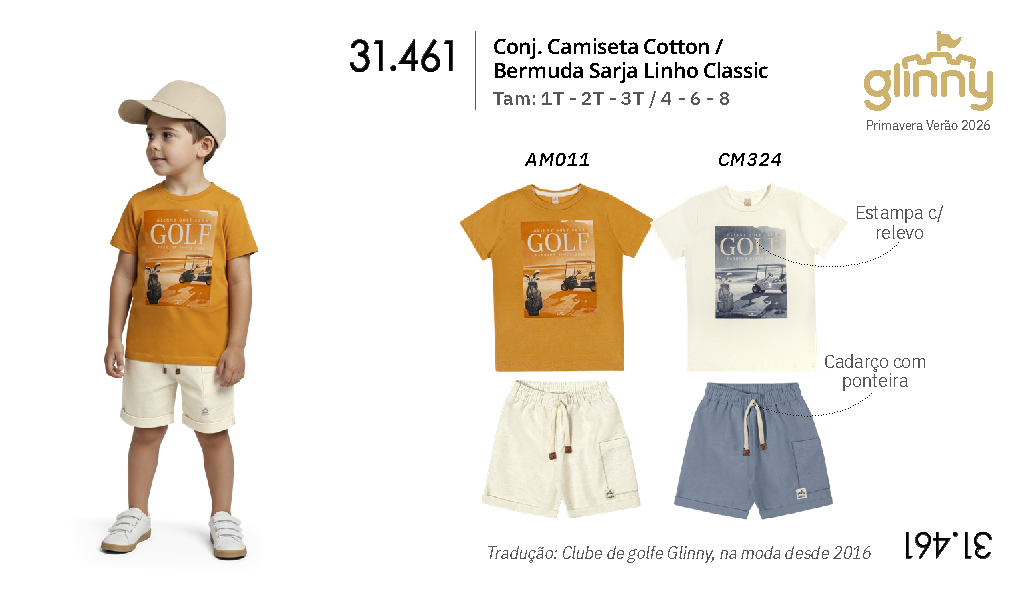 31.461
Conj. Camiseta Cotton /
Bermuda Sarja Linho Classic
Tam: 1T - 2T - 3T / 4 - 6 - 8
glinny
Primavera Verão 2026
AM011
CM324
GOLF
GOLF
GOLF
Estampa c/
relevo
Cadarço com
ponteira
Tradução: Clube de golfe Glinny, na moda desde 2016
31.461